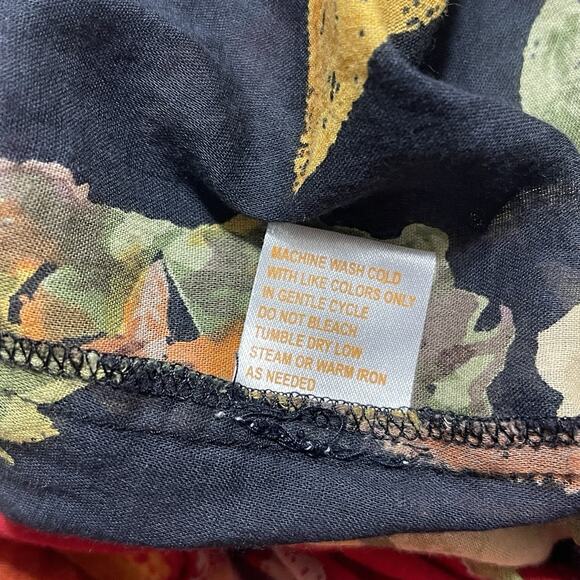 MACHINE WASH COLD
WITH LIKE COLORS ONLY
IN GENTLE CYCLE
DO NOT BLEACH
TUMBLE DRY LOW
STEAM OR WARM IRON
AS NEEDED